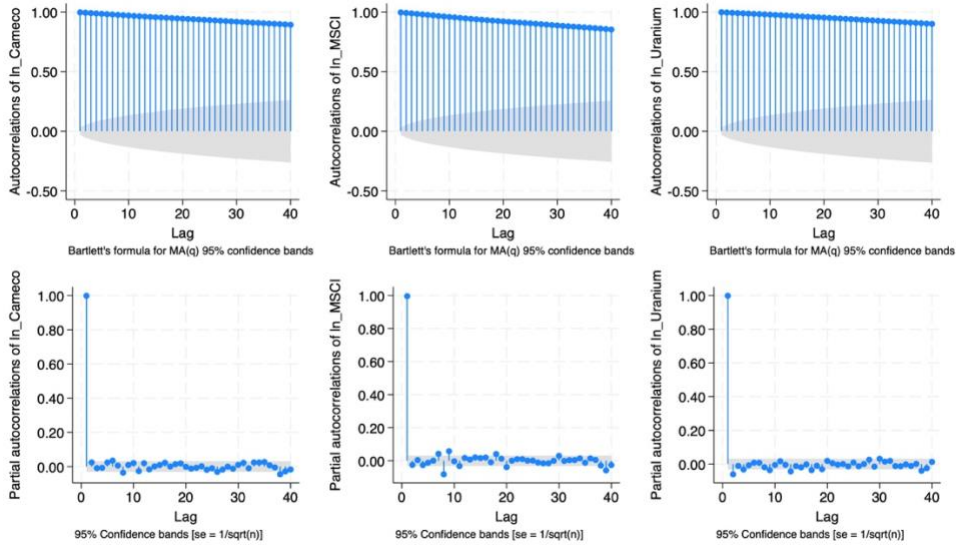 Autocorrelations of ln_Cameco
1.00
0.50
0.00
-0.50
0 10 20 30 40
Lag
Bartlett's formula for MA(q) 95% confidence bands
Autocorrelations of ln_MSCI
1.00
0.50
0.00
-0.50
0 10 20 30 40
Lag
Bartlett's formula for MA(q) 95% confidence bands
Autocorrelations of ln_Uranium
1.00
0.50
0.00
-0.50
0 10 20 30 40
Lag
Bartlett's formula for MA(q) 95% confidence bands
Partial autocorrelations of ln_Cameco
1.00
0.80
0.60
0.40
0.20
0.00
0 10 20 30 40
Lag
95% Confidence bands [se = 1/sqrt(n)]
Partial autocorrelations of ln_MSCI
1.00
0.80
0.60
0.40
0.20
0.00
0 10 20 30 40
Lag
95% Confidence bands [se = 1/sqrt(n)]
Partial autocorrelations of ln_Uranium
1.00
0.80
0.60
0.40
0.20
0.00
0 10 20 30 40
Lag
95% Confidence bands [se = 1/sqrt(n)]